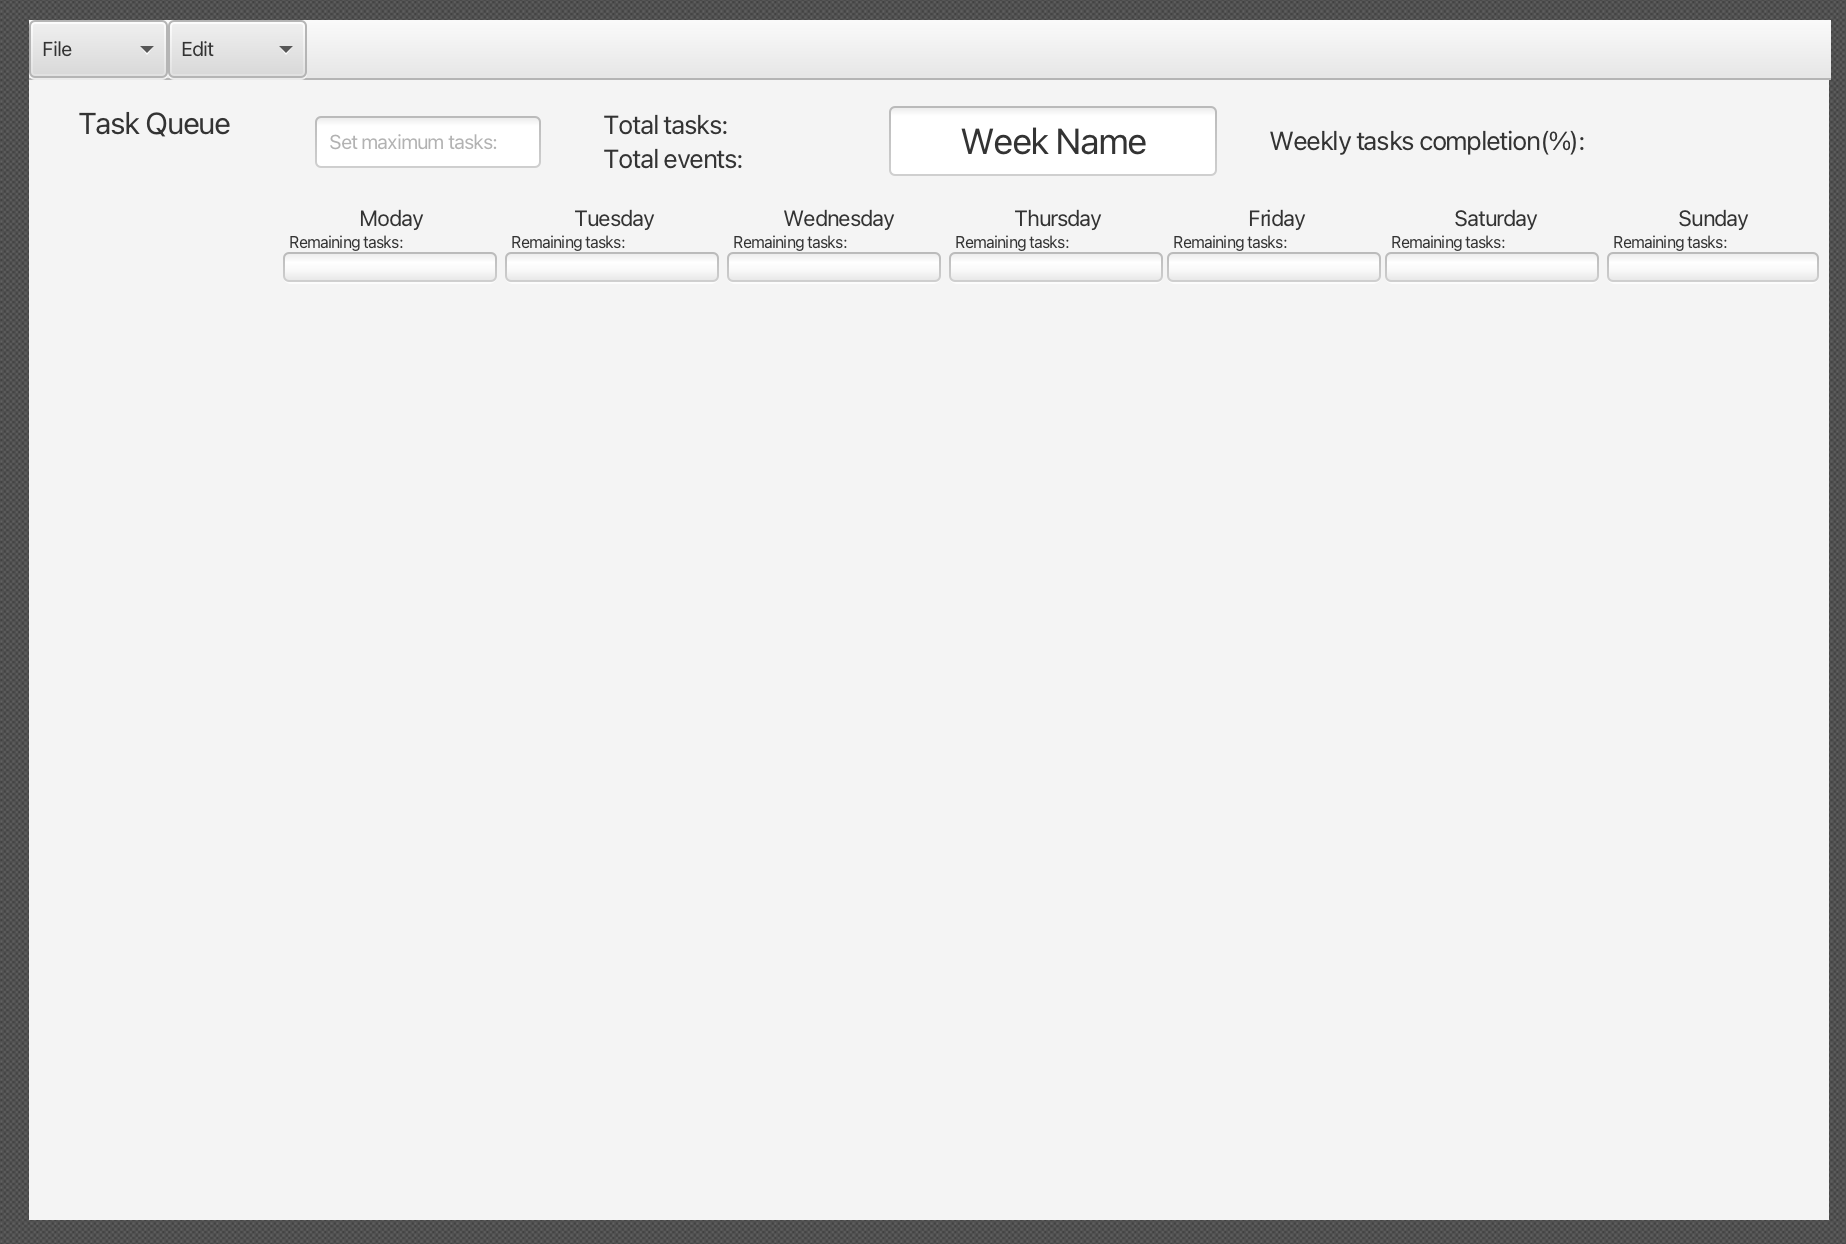 File
Edit
Task Queue
Set maximum tasks:
Total tasks:
Total events:
Week Name
Weekly tasks completion(%):
Moday
Tuesday
Wednesday
Thursday
Friday
Saturday
Sunday
Remaining tasks:
Remaining tasks:
Remaining tasks:
Remaining tasks:
Remaining tasks:
Remaining tasks:
Remaining tasks: